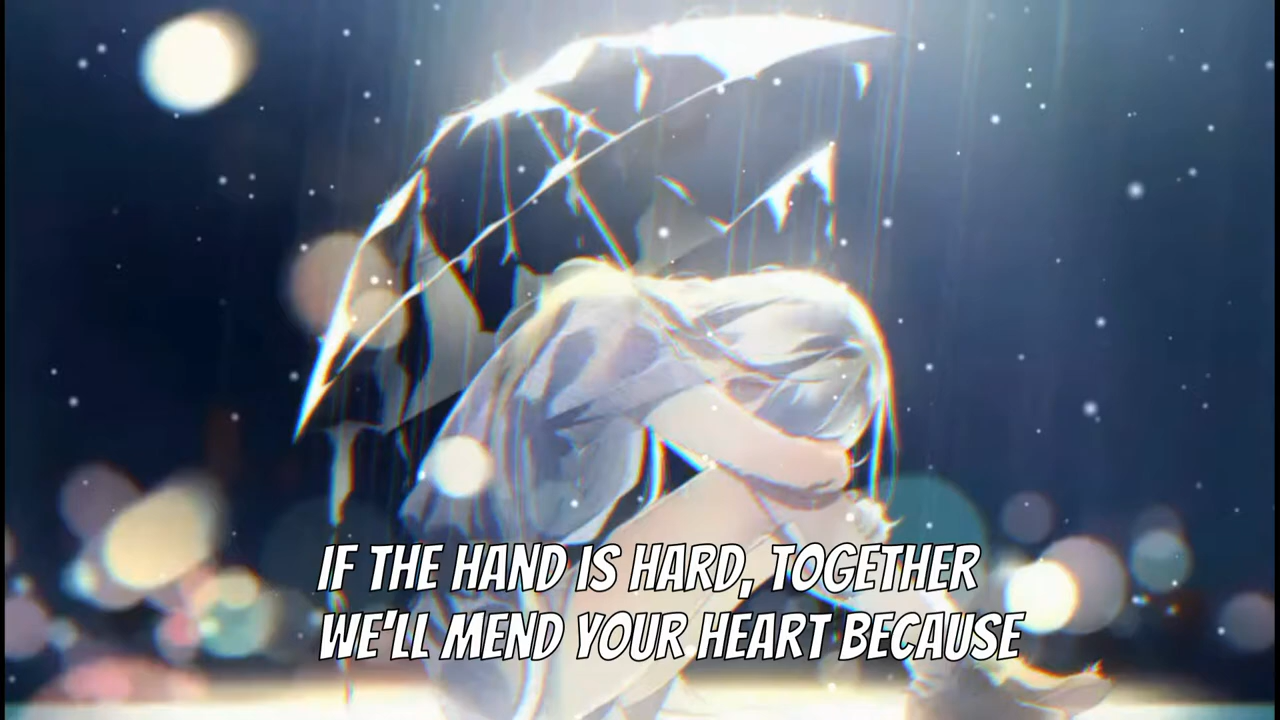 IF THE HAND IS HARD, TOGETHER
WE'LL MEND YOUR HEART BECAUSE